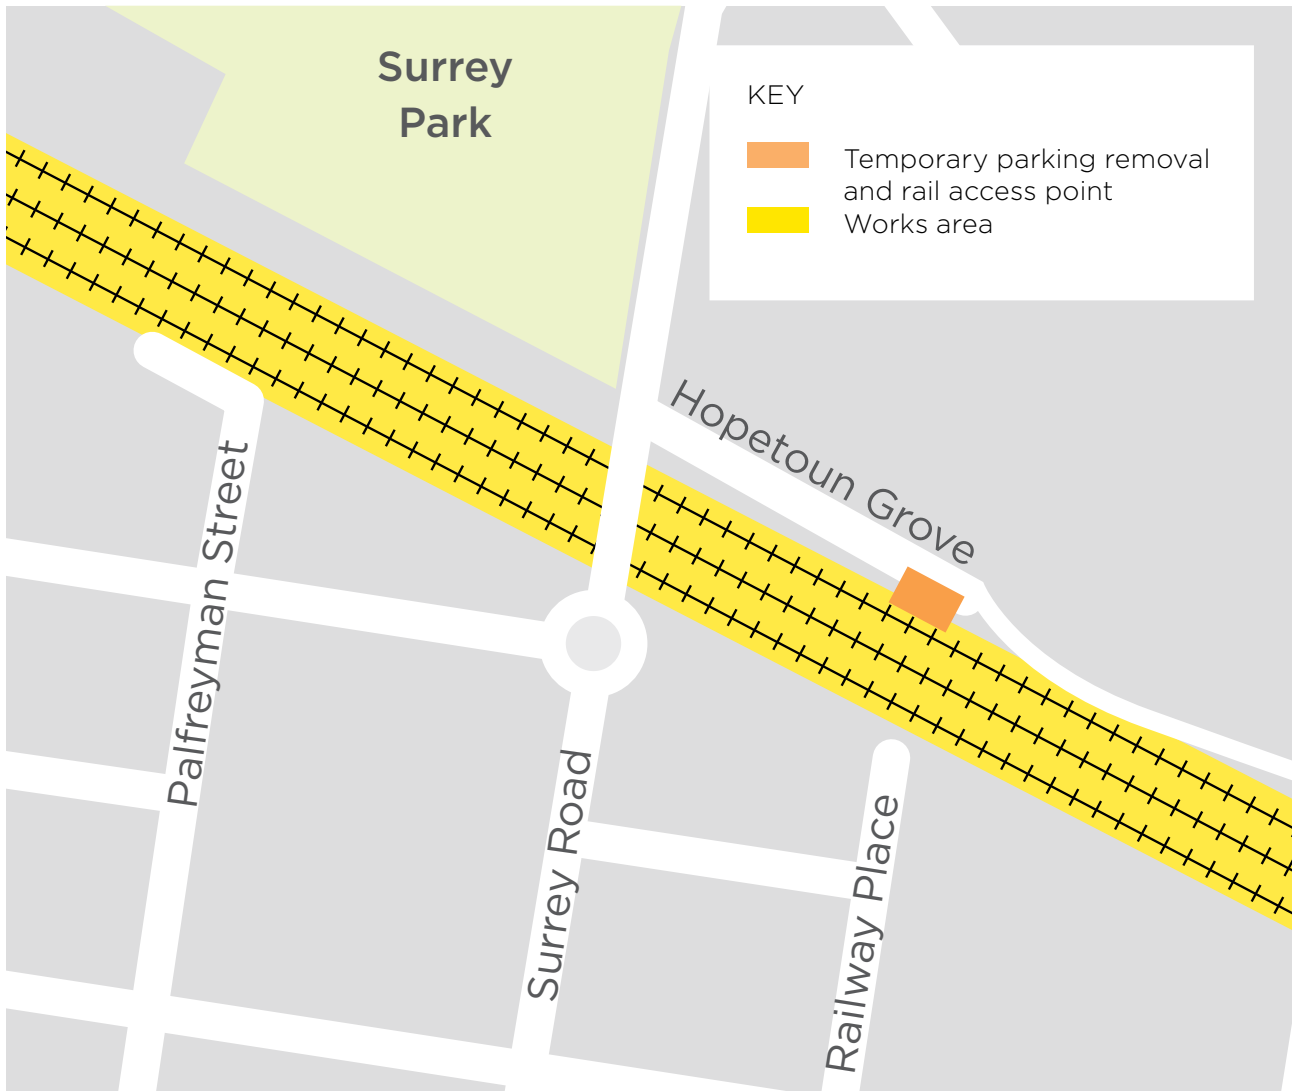 Surrey
Park
KEY
Temporary parking removal
and rail access point
Works area
Hopetoun Grove
Palfreyman Street
Surrey Road
Railway Place